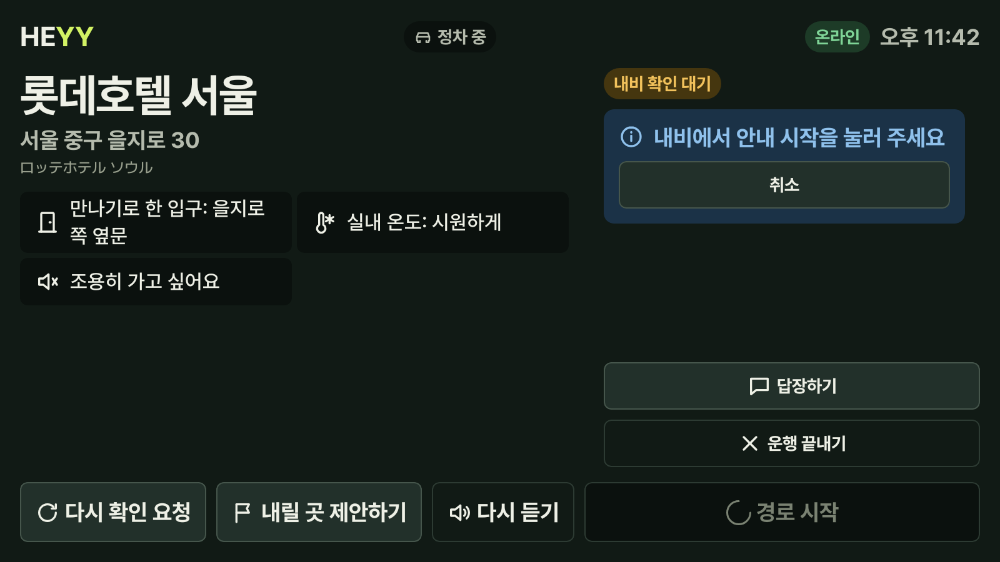 HEYY
정차 중
온라인
오후 11:42
롯데호텔 서울
서울 중구 을지로 30
ロッテホテル ソウル
만나기로 한 입구: 을지로
쪽 옆문
실내 온도: 시원하게
조용히 가고 싶어요
내비 확인 대기
내비에서 안내 시작을 눌러 주세요
취소
답장하기
운행 끝내기
다시 확인 요청
내릴 곳 제안하기
다시 듣기
경로 시작